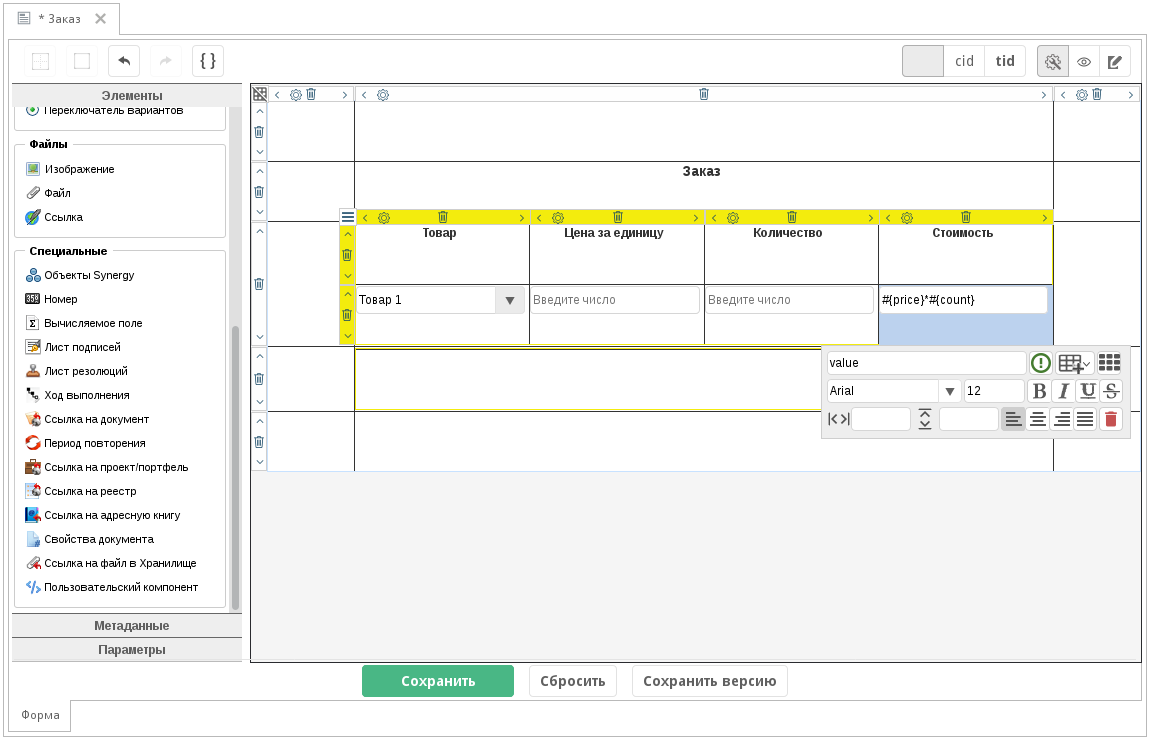 * Заказ
{ }
cid
tid
Элементы
Переключатель вариантов
Файлы
Изображение
Файл
Ссылка
Специальные
Объекты Synergy
358 Номер
Σ Вычисляемое поле
Лист подписей
Лист резолюций
Ход выполнения
Ссылка на документ
Период повторения
Ссылка на проект/портфель
Ссылка на реестр
Ссылка на адресную книгу
Свойства документа
Ссылка на файл в Хранилище
Пользовательский компонент
Метаданные
Параметры
Заказ
Товар Цена за единицу Количество Стоимость
Товар 1 Введите число Введите число #{price}*#{count}
value
Arial 12 B I U S
Сохранить Сбросить Сохранить версию
Форма